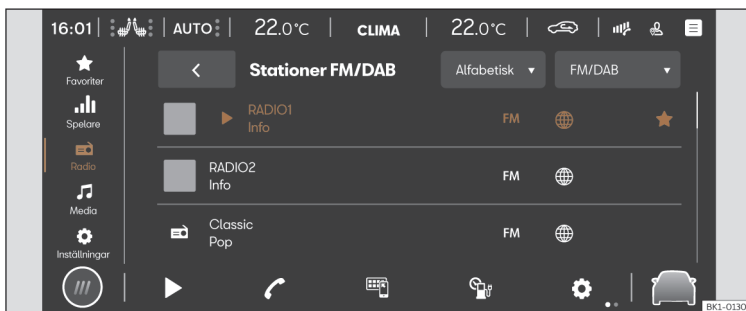 16:01 AUTO 22.0°C CLIMA 22.0°C
Favoriter
Spelare
Radio
Media
Inställningar
Stationer FM/DAB Alfabetisk FM/DAB
RADIO1
Info
FM
RADIO2
Info
FM
Classic
Pop
FM
BK1-0130